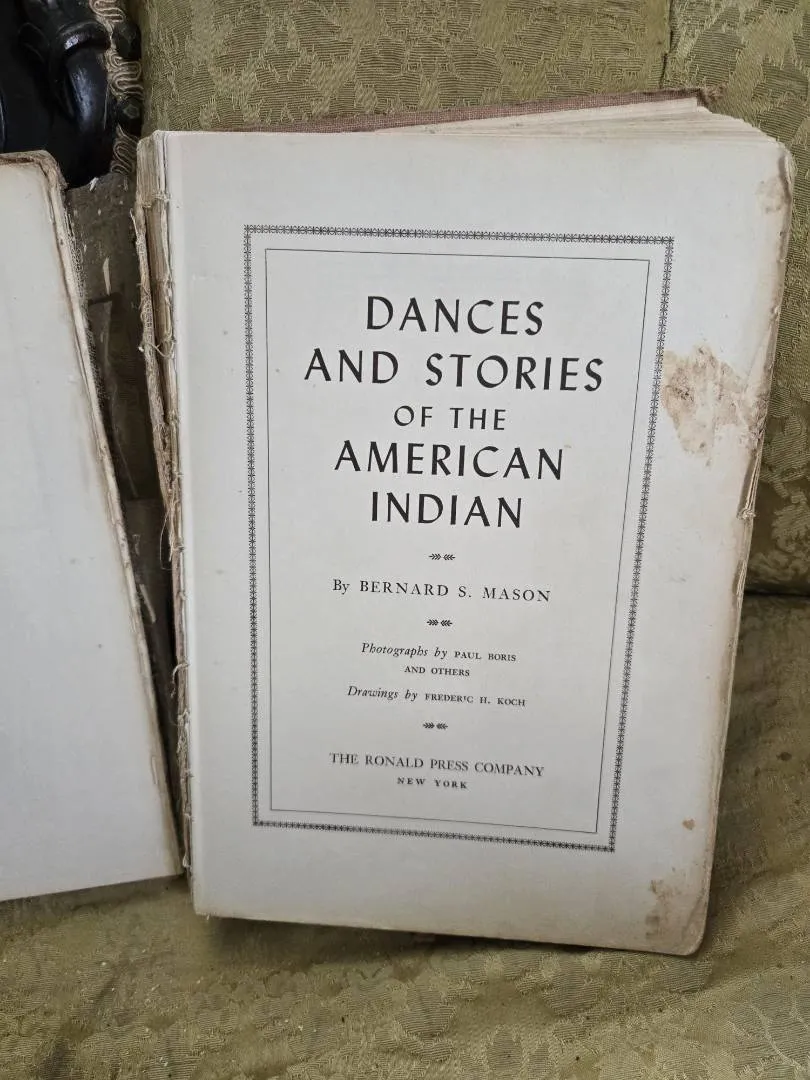 DANCES
AND STORIES
OF THE
AMERICAN
INDIAN
By BERNARD S. MASON
Photographs by PAUL BORIS
AND OTHERS
Drawings by FREDERIC H. KOCH
THE RONALD PRESS COMPANY
NEW YORK